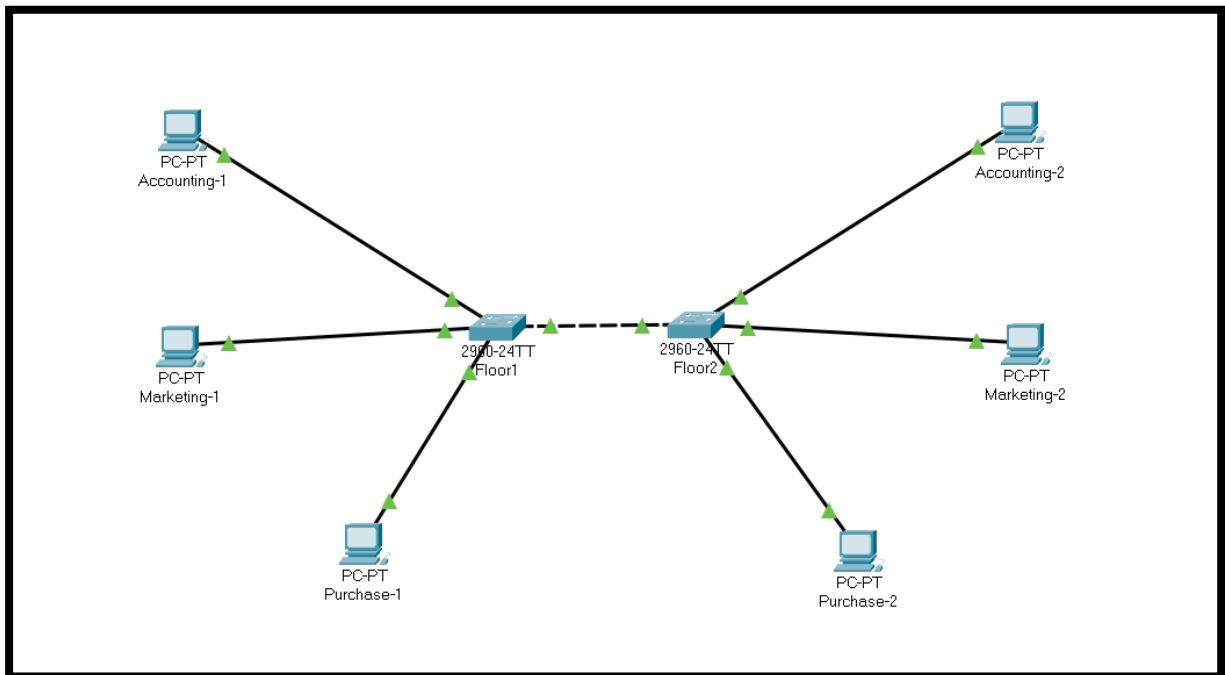 PC-PT
Accounting-1
PC-PT
Accounting-2
2960-24TT
Floor1
2960-24TT
Floor2
PC-PT
Marketing-1
PC-PT
Marketing-2
PC-PT
Purchase-1
PC-PT
Purchase-2